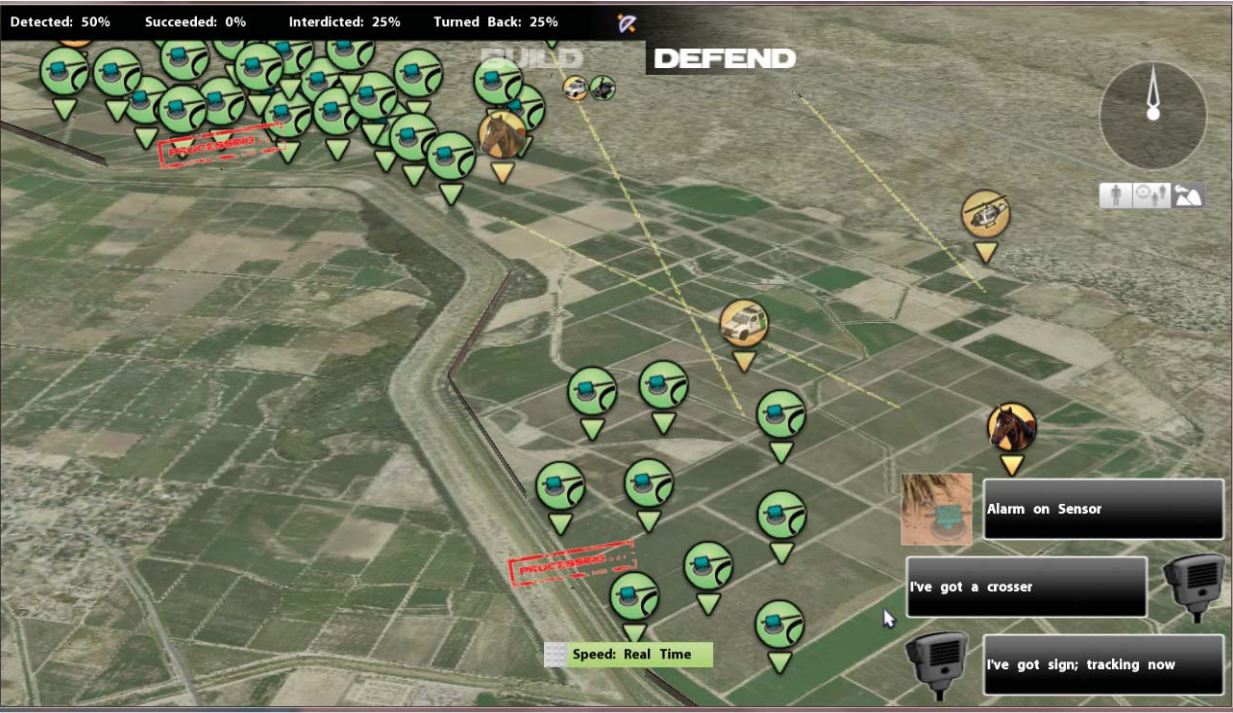 Detected: 50% Succeeded: 0% Interdicted: 25% Turned Back: 25%
BUILD DEFEND
PROCESSING...
Alarm on Sensor
PROCESSING...
I've got a crosser
Speed: Real Time
I've got sign; tracking now